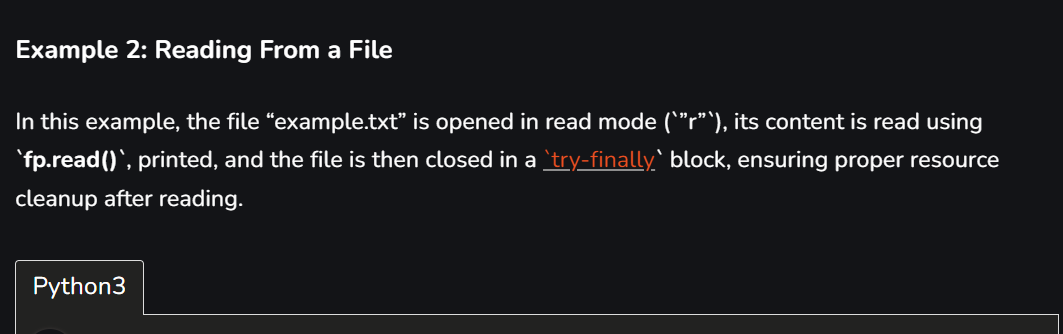 Example 2: Reading From a File
In this example, the file “example.txt” is opened in read mode (`”r”`), its content is read using
`fp.read()`, printed, and the file is then closed in a `try-finally` block, ensuring proper resource
cleanup after reading.
Python3